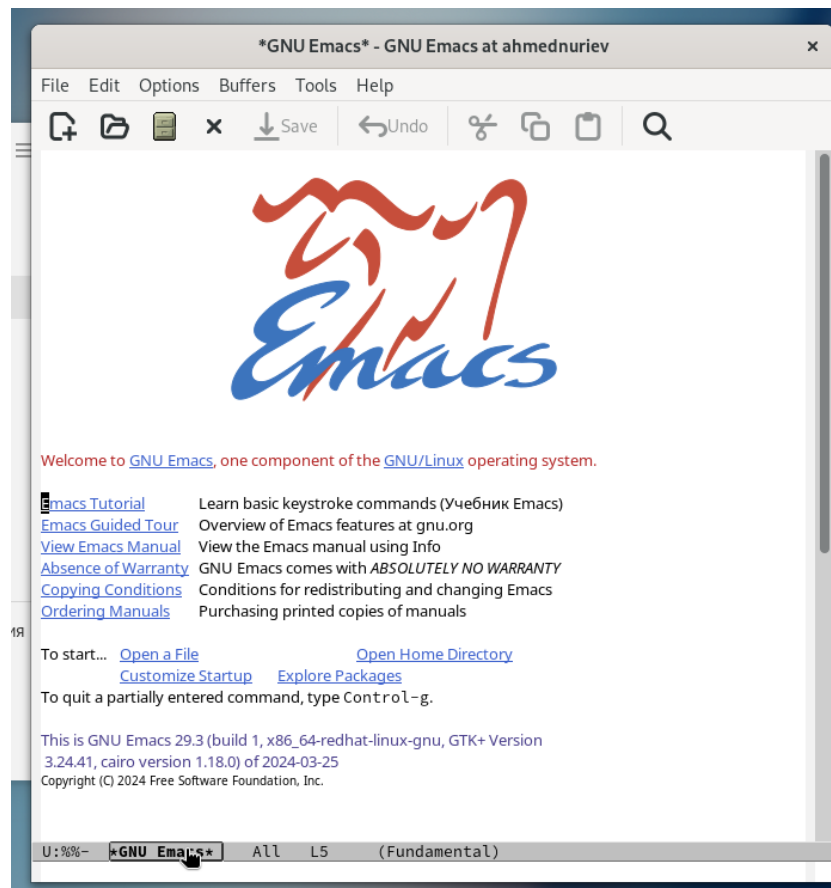 *GNU Emacs* - GNU Emacs at ahmednuriev
File Edit Options Buffers Tools Help
Save Undo
Emacs
Welcome to GNU Emacs, one component of the GNU/Linux operating system.
Emacs Tutorial Learn basic keystroke commands (Учебник Emacs)
Emacs Guided Tour Overview of Emacs features at gnu.org
View Emacs Manual View the Emacs manual using Info
Absence of Warranty GNU Emacs comes with ABSOLUTELY NO WARRANTY
Copying Conditions Conditions for redistributing and changing Emacs
Ordering Manuals Purchasing printed copies of manuals
ия
To start... Open a File Open Home Directory
Customize Startup Explore Packages
To quit a partially entered command, type Control-g.
This is GNU Emacs 29.3 (build 1, x86_64-redhat-linux-gnu, GTK+ Version
3.24.41, cairo version 1.18.0) of 2024-03-25
Copyright (C) 2024 Free Software Foundation, Inc.
U:%%- *GNU Emacs* All L5 (Fundamental)